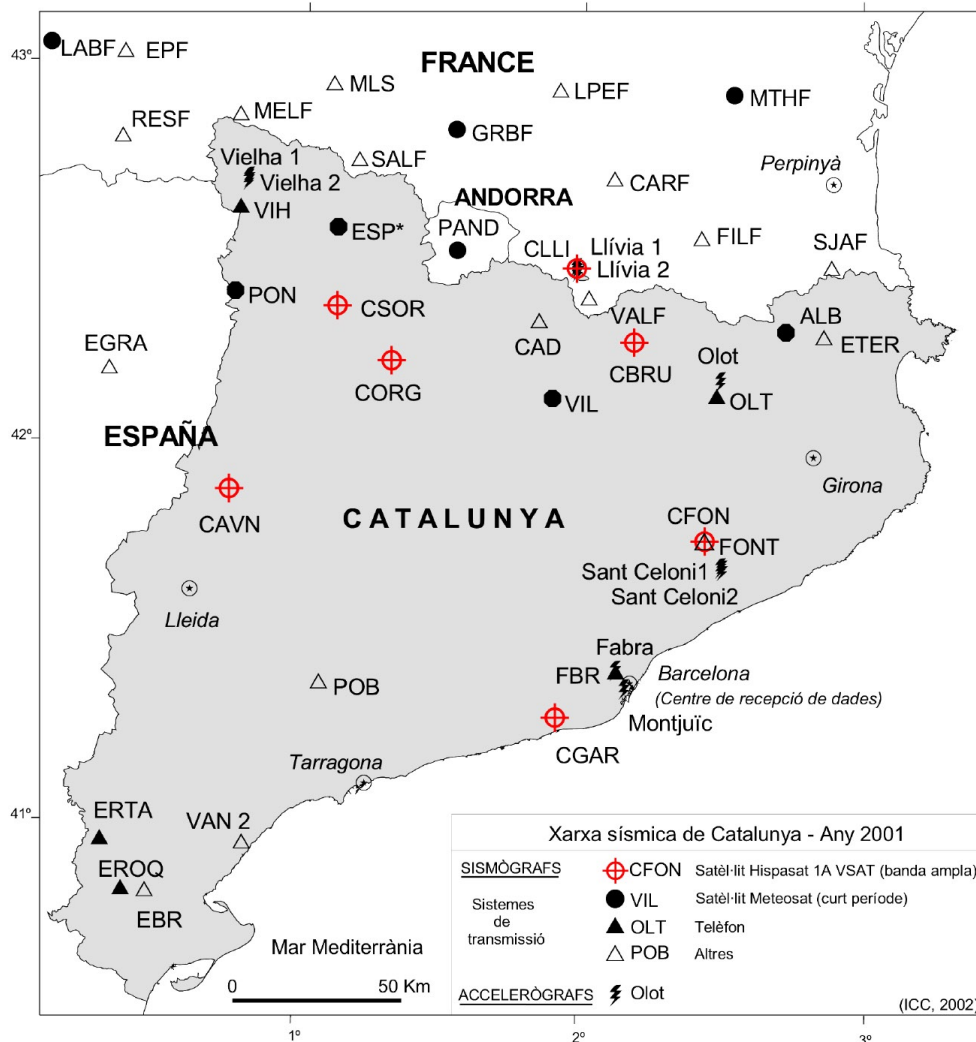 43º
LABF
EPF
FRANCE
MLS
LPEF
MTHF
RESF
MELF
GRBF
Vielha 1
Vielha 2
SALF
Perpinyà
CARF
ANDORRA
VIH
ESP*
PAND
CLLI
Llívia 1
Llívia 2
FILF
SJAF
PON
CSOR
VALF
ALB
EGRA
CAD
CBRU
ETER
CORG
Olot
VIL
OLT
42º
ESPAÑA
Girona
CAVN
CATALUNYA
CFON
FONT
Sant Celoni1
Sant Celoni2
Lleida
Fabra
FBR
Barcelona
(Centre de recepció de dades)
POB
Montjuïc
CGAR
Tarragona
41º
ERTA
VAN 2
EROQ
EBR
Mar Mediterrània
0
50 Km
Xarxa sísmica de Catalunya - Any 2001
SISMÒGRAFS
CFON
Satèl·lit Hispasat 1A VSAT (banda ampla)
Sistemes
de
transmissió
VIL
Satèl·lit Meteosat (curt període)
OLT
Telèfon
POB
Altres
ACCELERÒGRAFS
Olot
(ICC, 2002)
1º
2º
3º